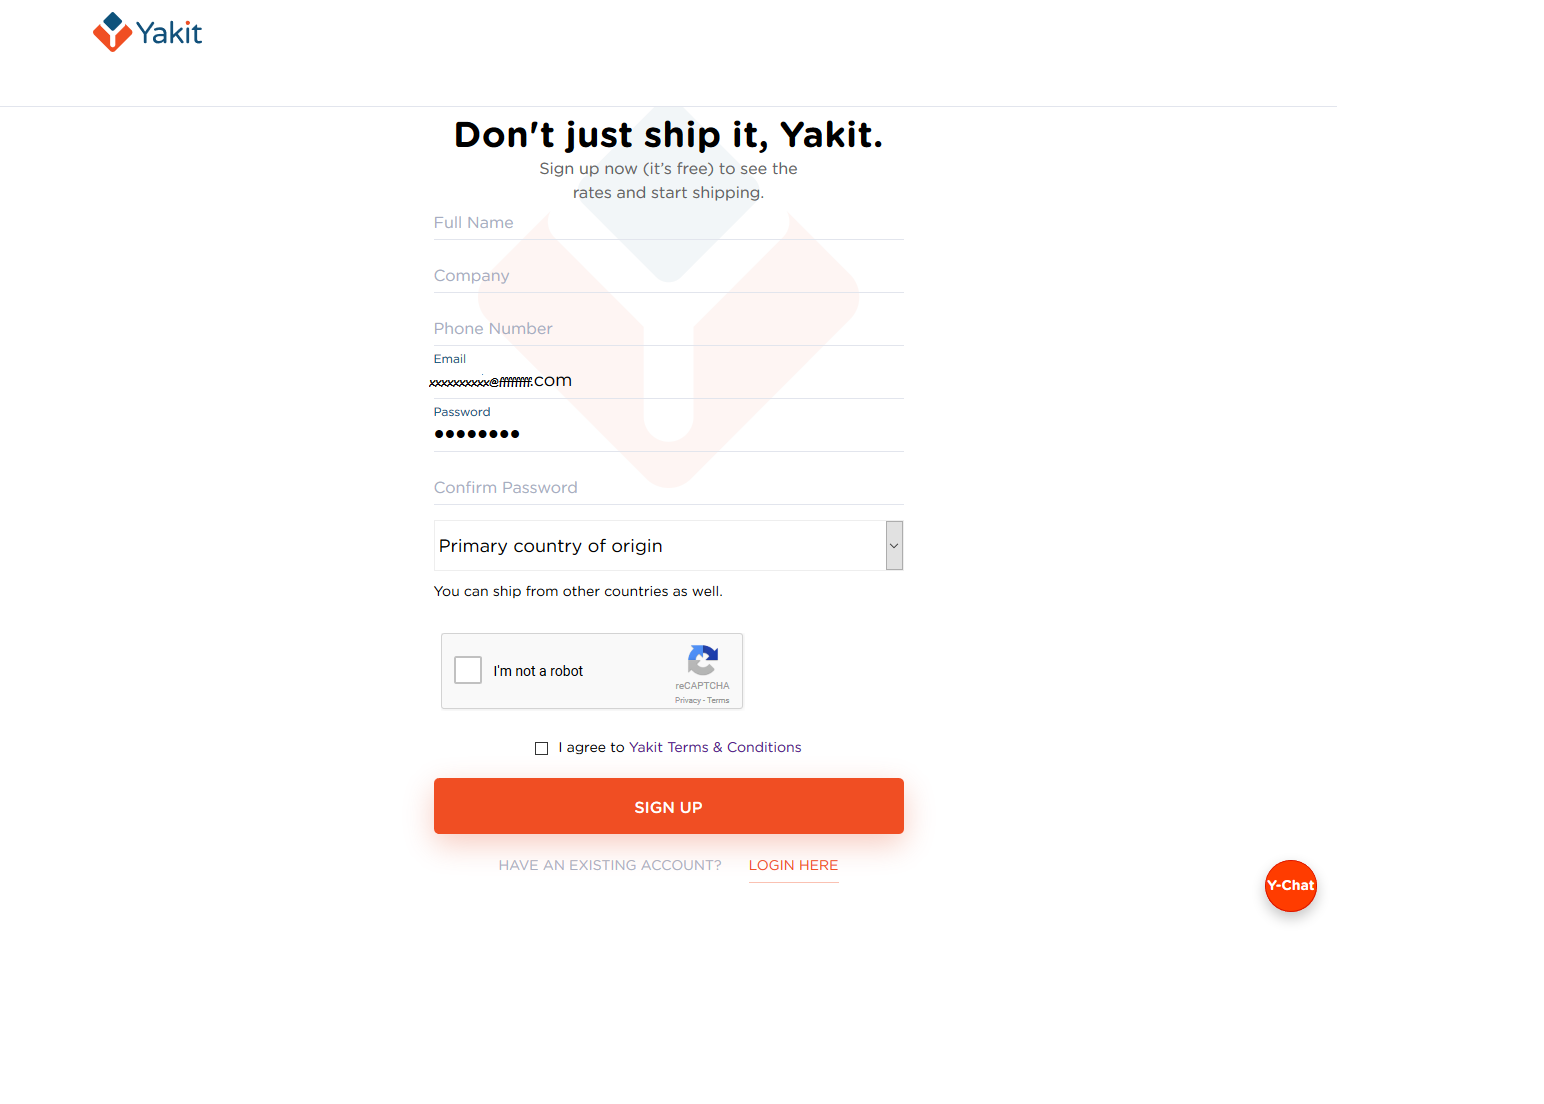 Yakit
Don't just ship it, Yakit.
Sign up now (it's free) to see the
rates and start shipping.
Full Name
Company
Phone Number
Email
xxxxxxxxxx@ffffffff.com
Password
••••••••
Confirm Password
Primary country of origin
You can ship from other countries as well.
I'm not a robot
reCAPTCHA
Privacy - Terms
I agree to Yakit Terms & Conditions
SIGN UP
HAVE AN EXISTING ACCOUNT? LOGIN HERE
Y-Chat